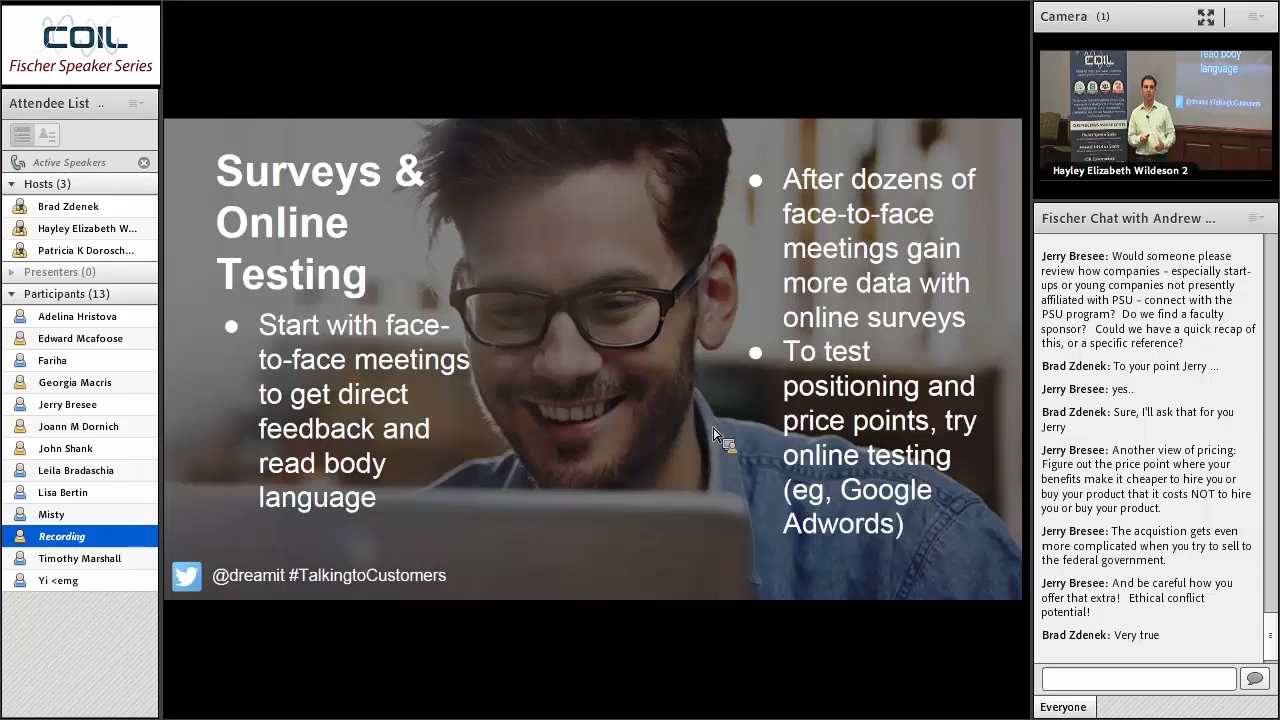 COIL
Fischer Speaker Series
Attendee List ..
Active Speakers
Hosts (3)
Brad Zdenek
Hayley Elizabeth W...
Patricia K Dorosch...
Presenters (0)
Participants (13)
Adelina Hristova
Edward Mcafoose
Fariha
Georgia Macris
Jerry Bresee
Joann M Dornich
John Shank
Leila Bradaschia
Lisa Bertin
Misty
Recording
Timothy Marshall
Yi <emg
Surveys &
Online
Testing
● Start with face-
to-face meetings
to get direct
feedback and
read body
language
● After dozens of
face-to-face
meetings gain
more data with
online surveys
● To test
positioning and
price points, try
online testing
(eg, Google
Adwords)
@dreamit #TalkingtoCustomers
Camera (1)
COIL
read body
language
@dreamit #TalkingtoCustomers
Hayley Elizabeth Wildeson 2
Fischer Chat with Andrew ...
Jerry Bresee: Would someone please
review how companies - especially start-
ups or young companies not presently
affiliated with PSU - connect with the
PSU program? Do we find a faculty
sponsor? Could we have a quick recap of
this, or a specific reference?
Brad Zdenek: To your point Jerry ...
Jerry Bresee: yes..
Brad Zdenek: Sure, I'll ask that for you
Jerry
Jerry Bresee: Another view of pricing:
Figure out the price point where your
benefits make it cheaper to hire you or
buy your product that it costs NOT to hire
you or buy your product.
Jerry Bresee: The acquistion gets even
more complicated when you try to sell to
the federal government.
Jerry Bresee: And be careful how you
offer that extra! Ethical conflict
potential!
Brad Zdenek: Very true
Everyone